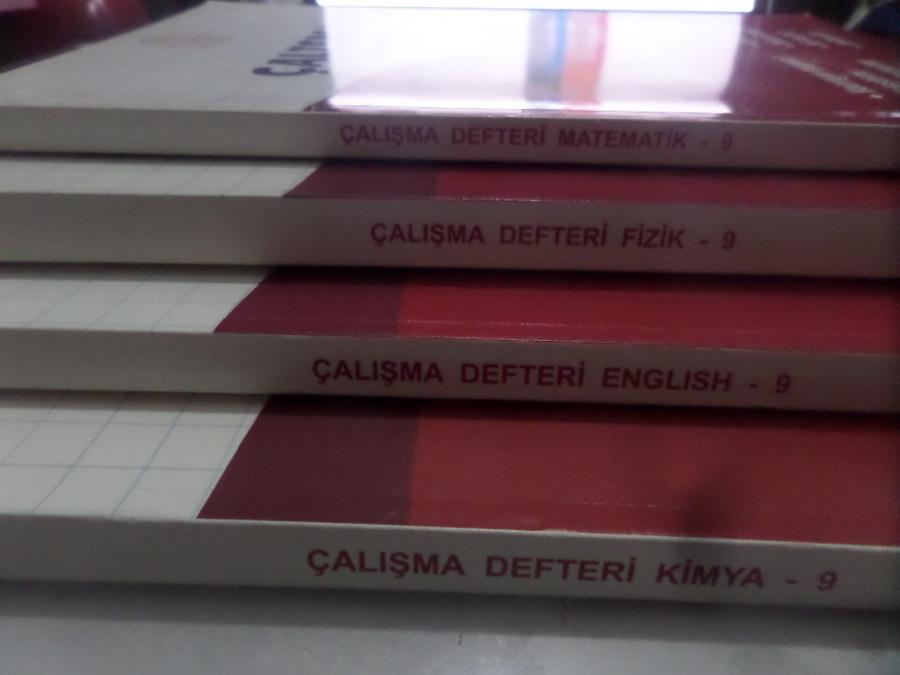 ÇALIŞMA DEFTERİ MATEMATİK - 9
ÇALIŞMA DEFTERİ FİZİK - 9
ÇALIŞMA DEFTERİ ENGLISH - 9
ÇALIŞMA DEFTERİ KİMYA - 9